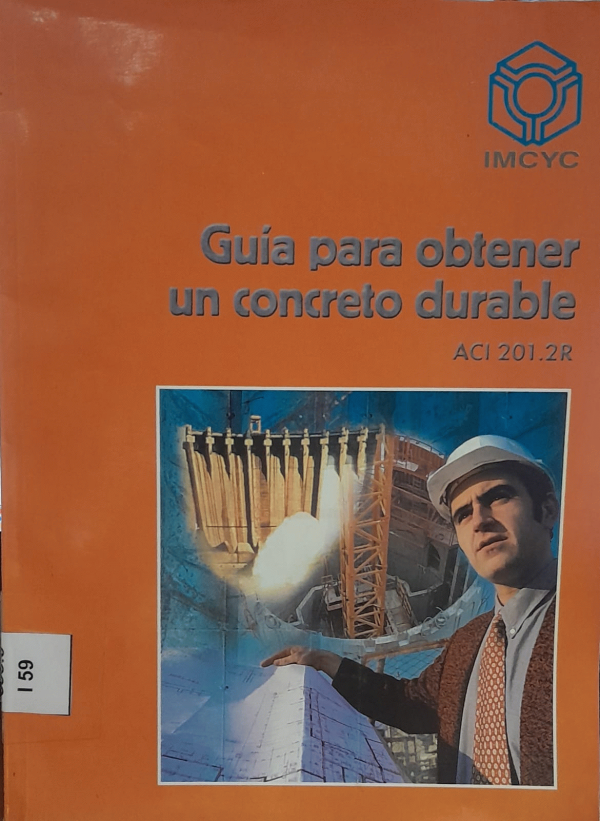 IMCYC
Guía para obtener
un concreto durable
ACI 201.2R
I 59